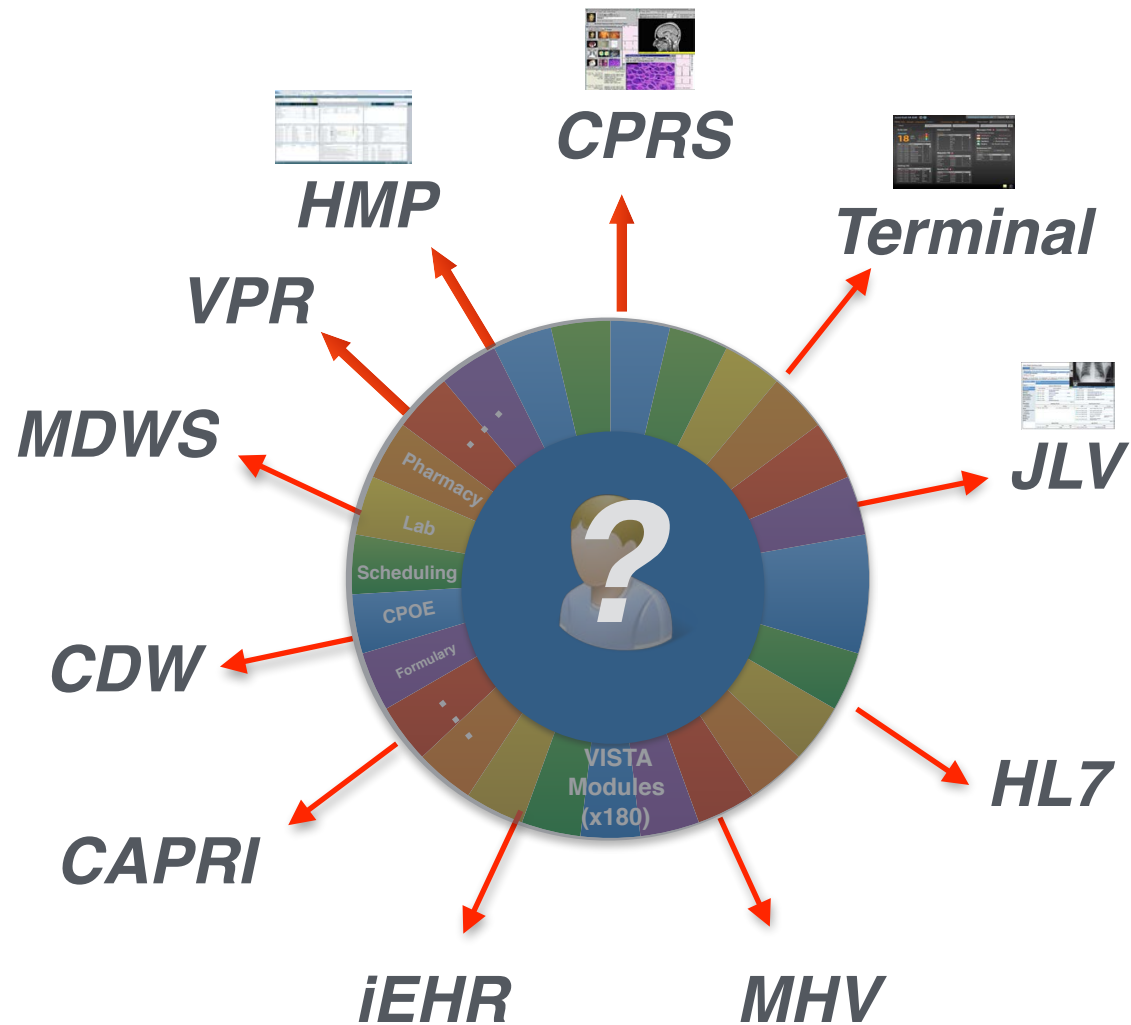 CPRS
HMP
Terminal
VPR
MDWS
JLV
Pharmacy
Lab
Scheduling
CPOE
Formulary
?
CDW
VISTA
Modules
(x180)
HL7
CAPRI
iEHR
MHV
18